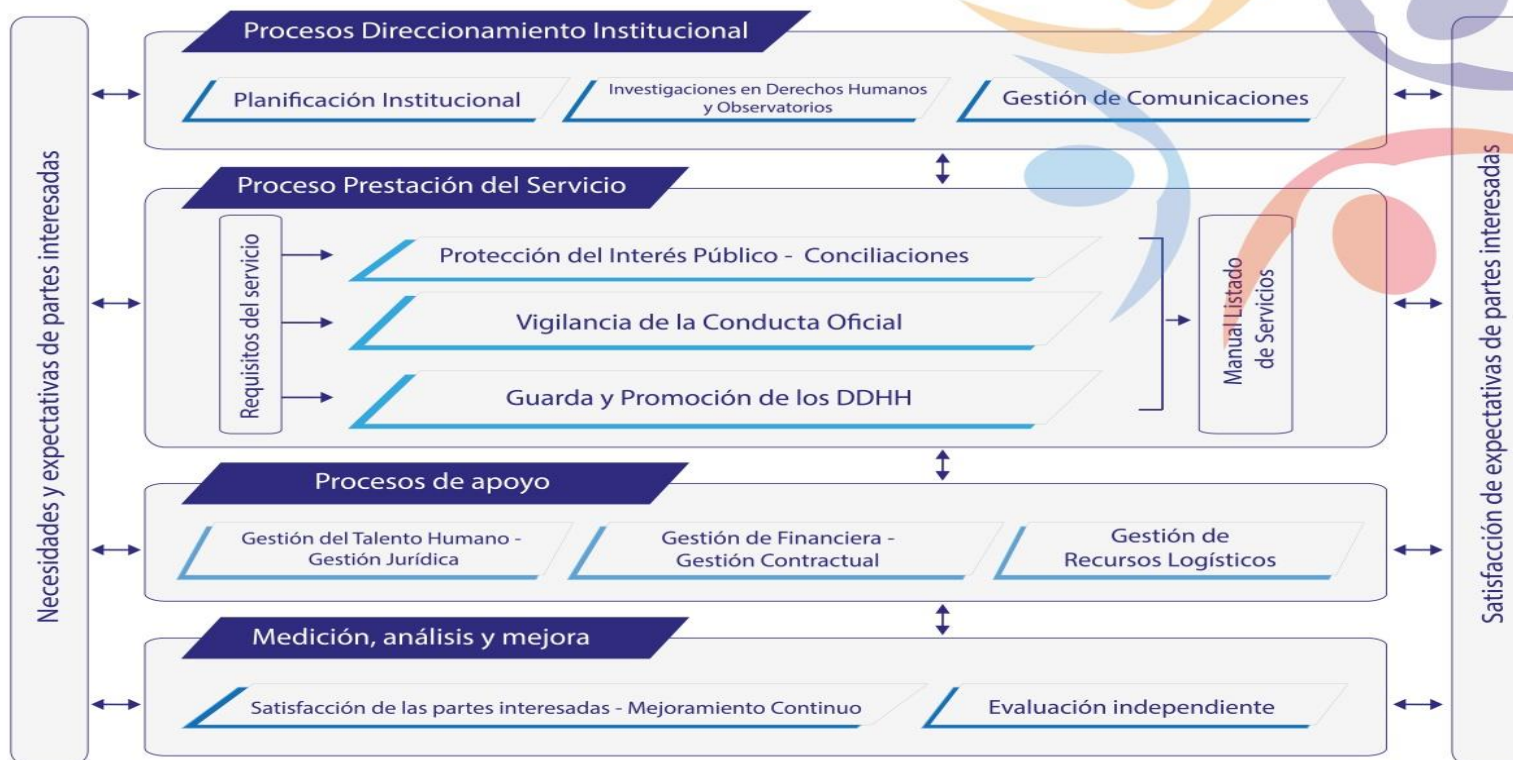 Necesidades y expectativas de partes interesadas
Procesos Direccionamiento Institucional
Planificación Institucional
Investigaciones en Derechos Humanos
y Observatorios
Gestión de Comunicaciones
Proceso Prestación del Servicio
Requisitos del servicio
Protección del Interés Público - Conciliaciones
Vigilancia de la Conducta Oficial
Guarda y Promoción de los DDHH
Manual Listado
de Servicios
Procesos de apoyo
Gestión del Talento Humano -
Gestión Jurídica
Gestión de Financiera -
Gestión Contractual
Gestión de
Recursos Logísticos
Medición, análisis y mejora
Satisfacción de las partes interesadas - Mejoramiento Continuo
Evaluación independiente
Satisfacción de expectativas de partes interesadas